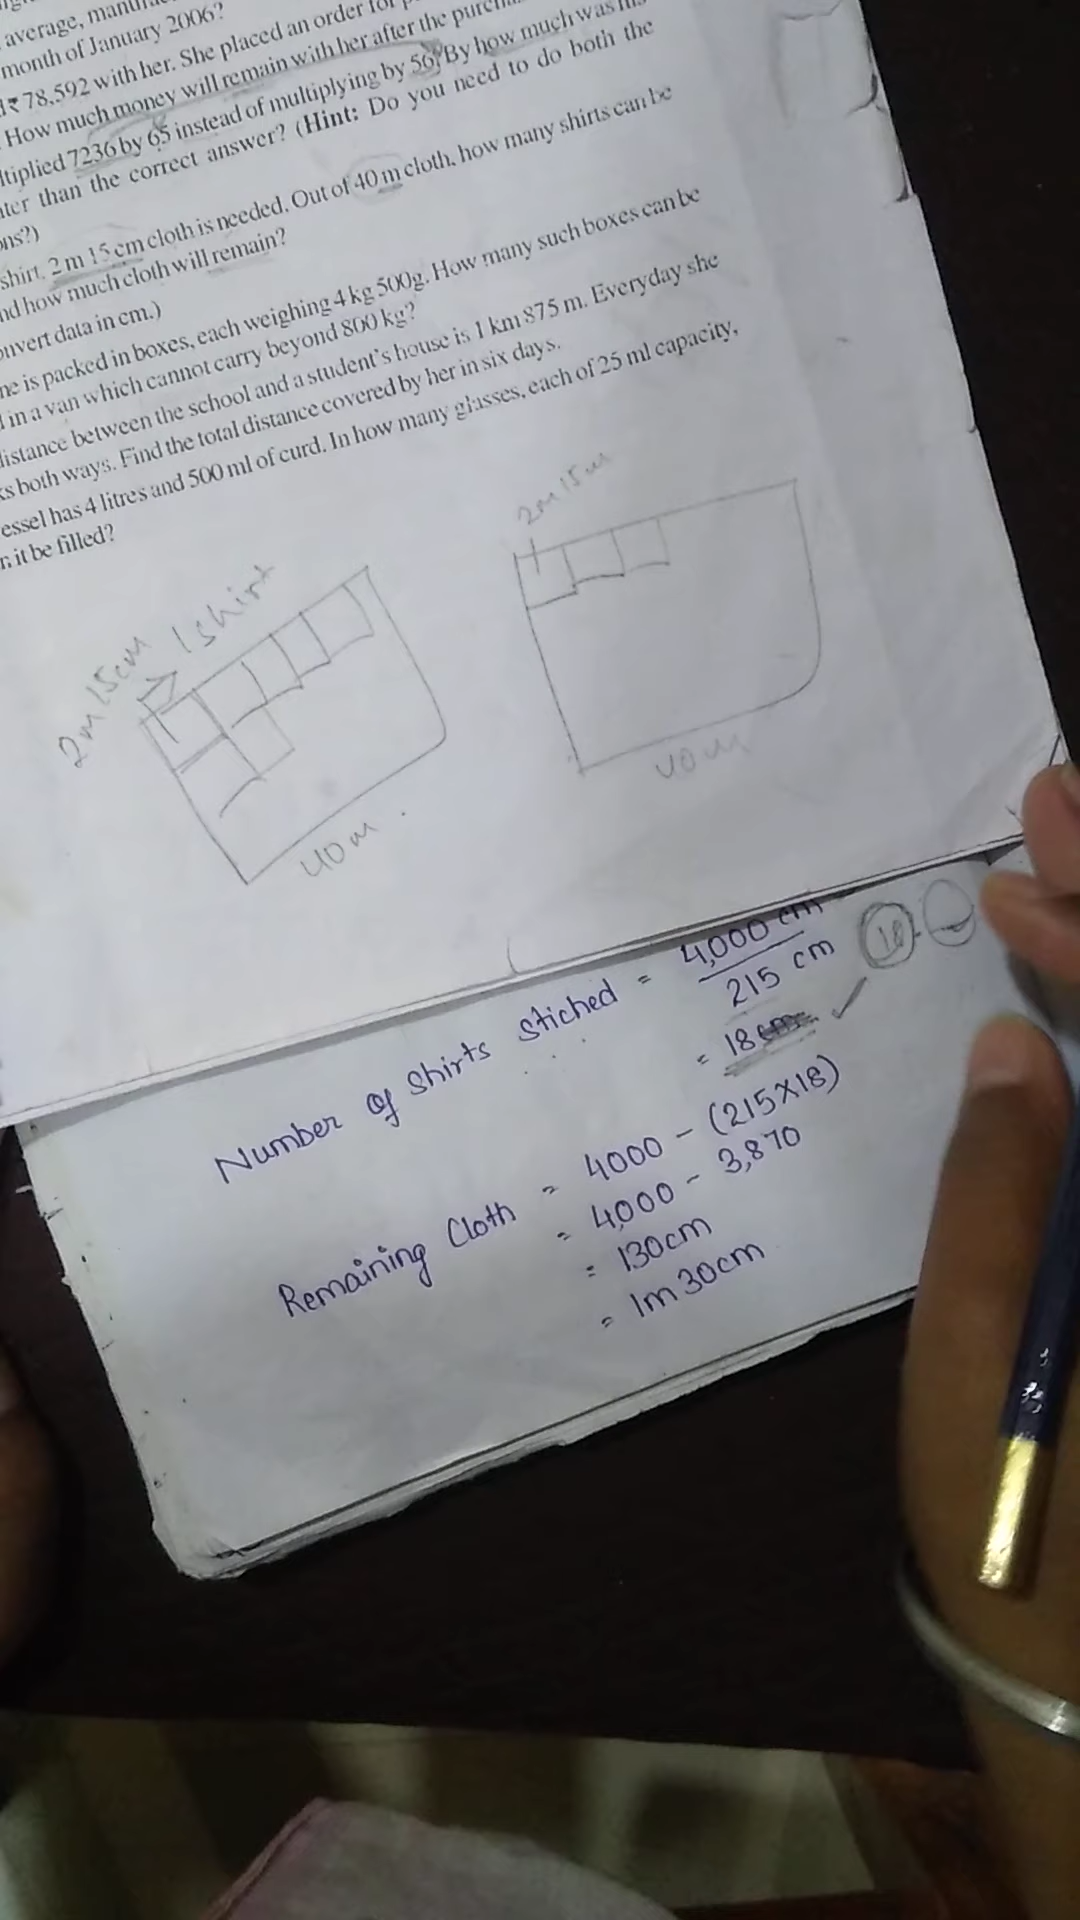 average,
month of January 2006?
₹ 78,592 with her. She placed an order for
How much money will remain with her after the
ltiplied 7236 by 65 instead of multiplying by 56. By how much was
than the correct answer? (Hint: Do you need to do both the
ns?)
shirt, 2 m 15 cm cloth is needed. Out of 40 m cloth, how many shirts can be
nd how much cloth will remain?
nvert data in cm.)
ne is packed in boxes, each weighing 4 kg 500g. How many such boxes can be
in a van which cannot carry beyond 800 kg?
distance between the school and a student's house is 1 km 875 m. Everyday she
ks both ways. Find the total distance covered by her in six days.
essel has 4 litres and 500 ml of curd. In how many glasses, each of 25 ml capacity,
it be filled?
2m 15cm
1 shirt
40m
2m 15m
40m
Number of Shirts Stiched = 4,000 cm
215 cm
= 18
Remaining Cloth = 4000 - (215×18)
= 4,000 - 3,870
= 130cm
= 1m 30cm